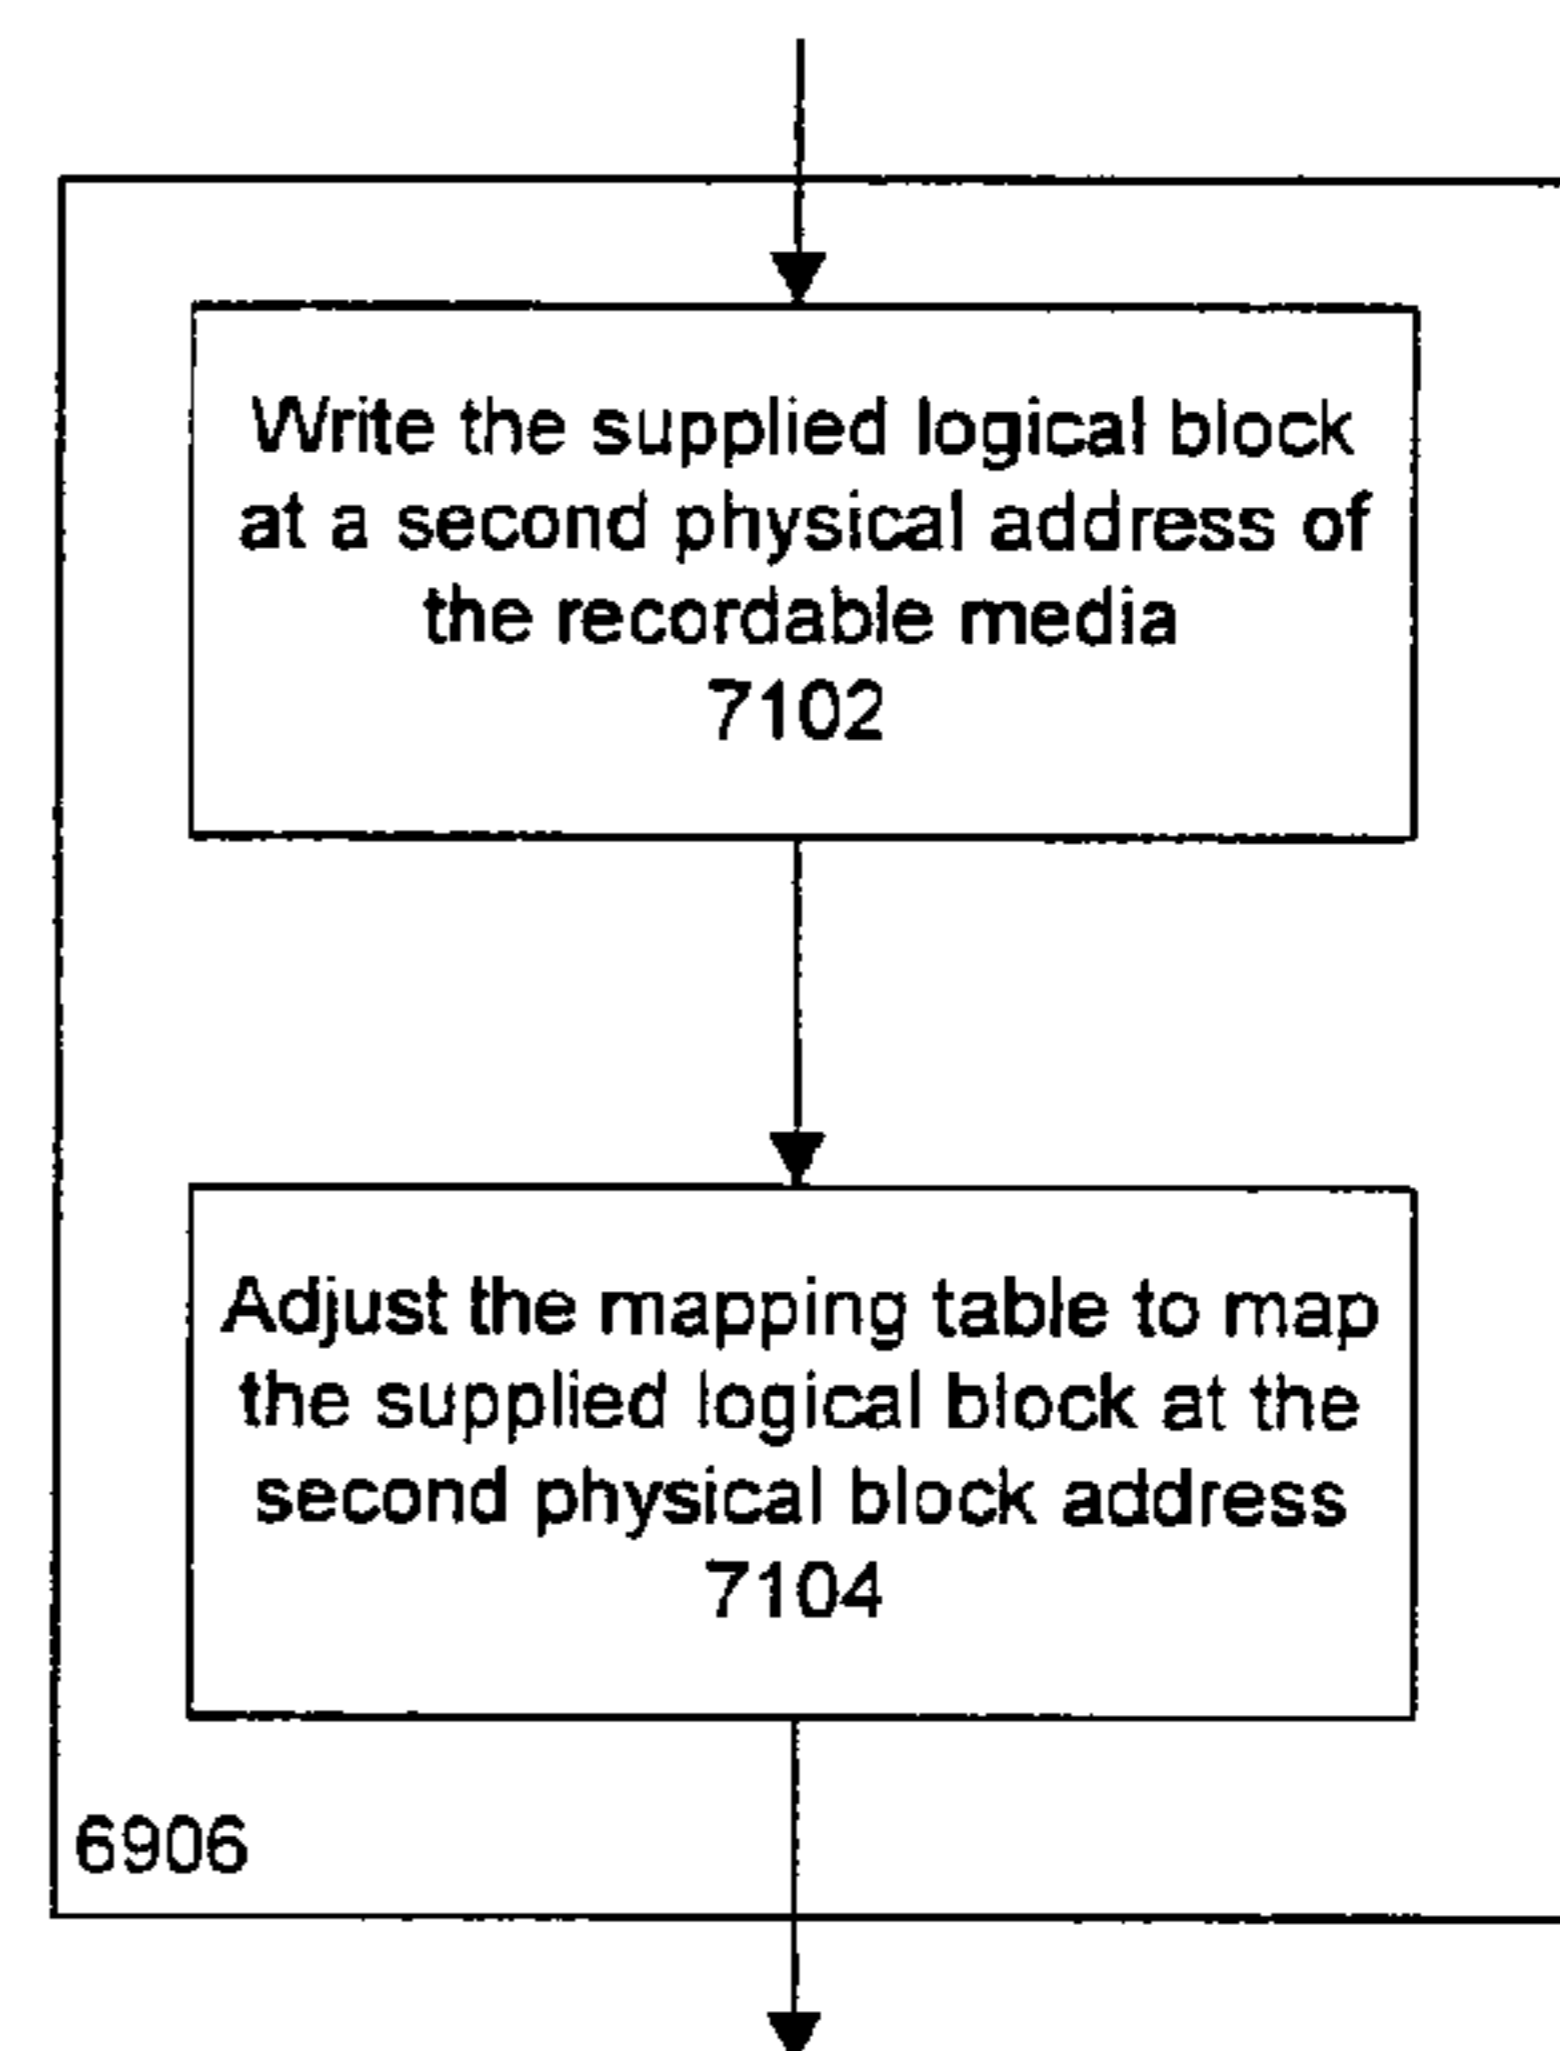 Write the supplied logical block
at a second physical address of
the recordable media
7102
Adjust the mapping table to map
the supplied logical block at the
second physical block address
7104
6906